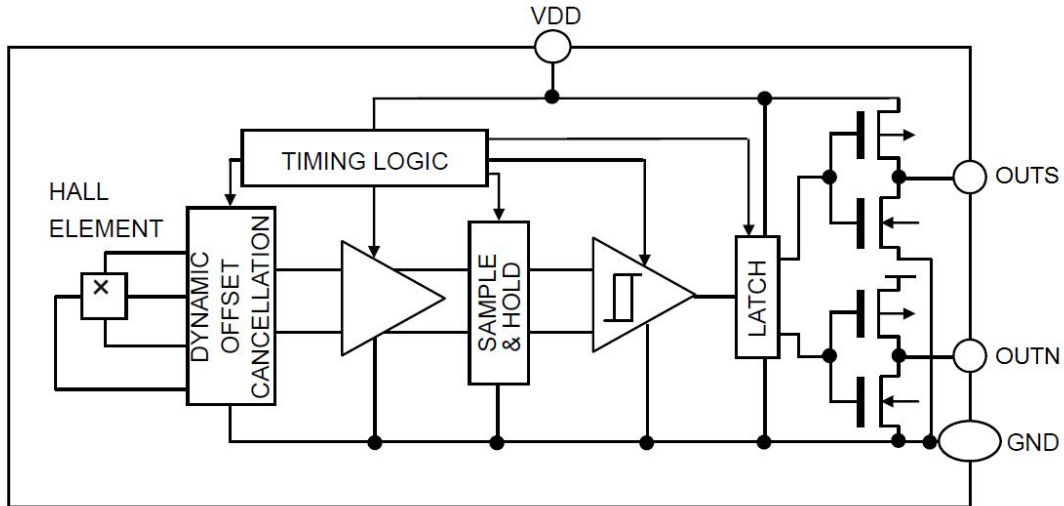 VDD
TIMING LOGIC
HALL
ELEMENT
DYNAMIC
OFFSET
CANCELLATION
SAMPLE
& HOLD
LATCH
OUTS
OUTN
GND